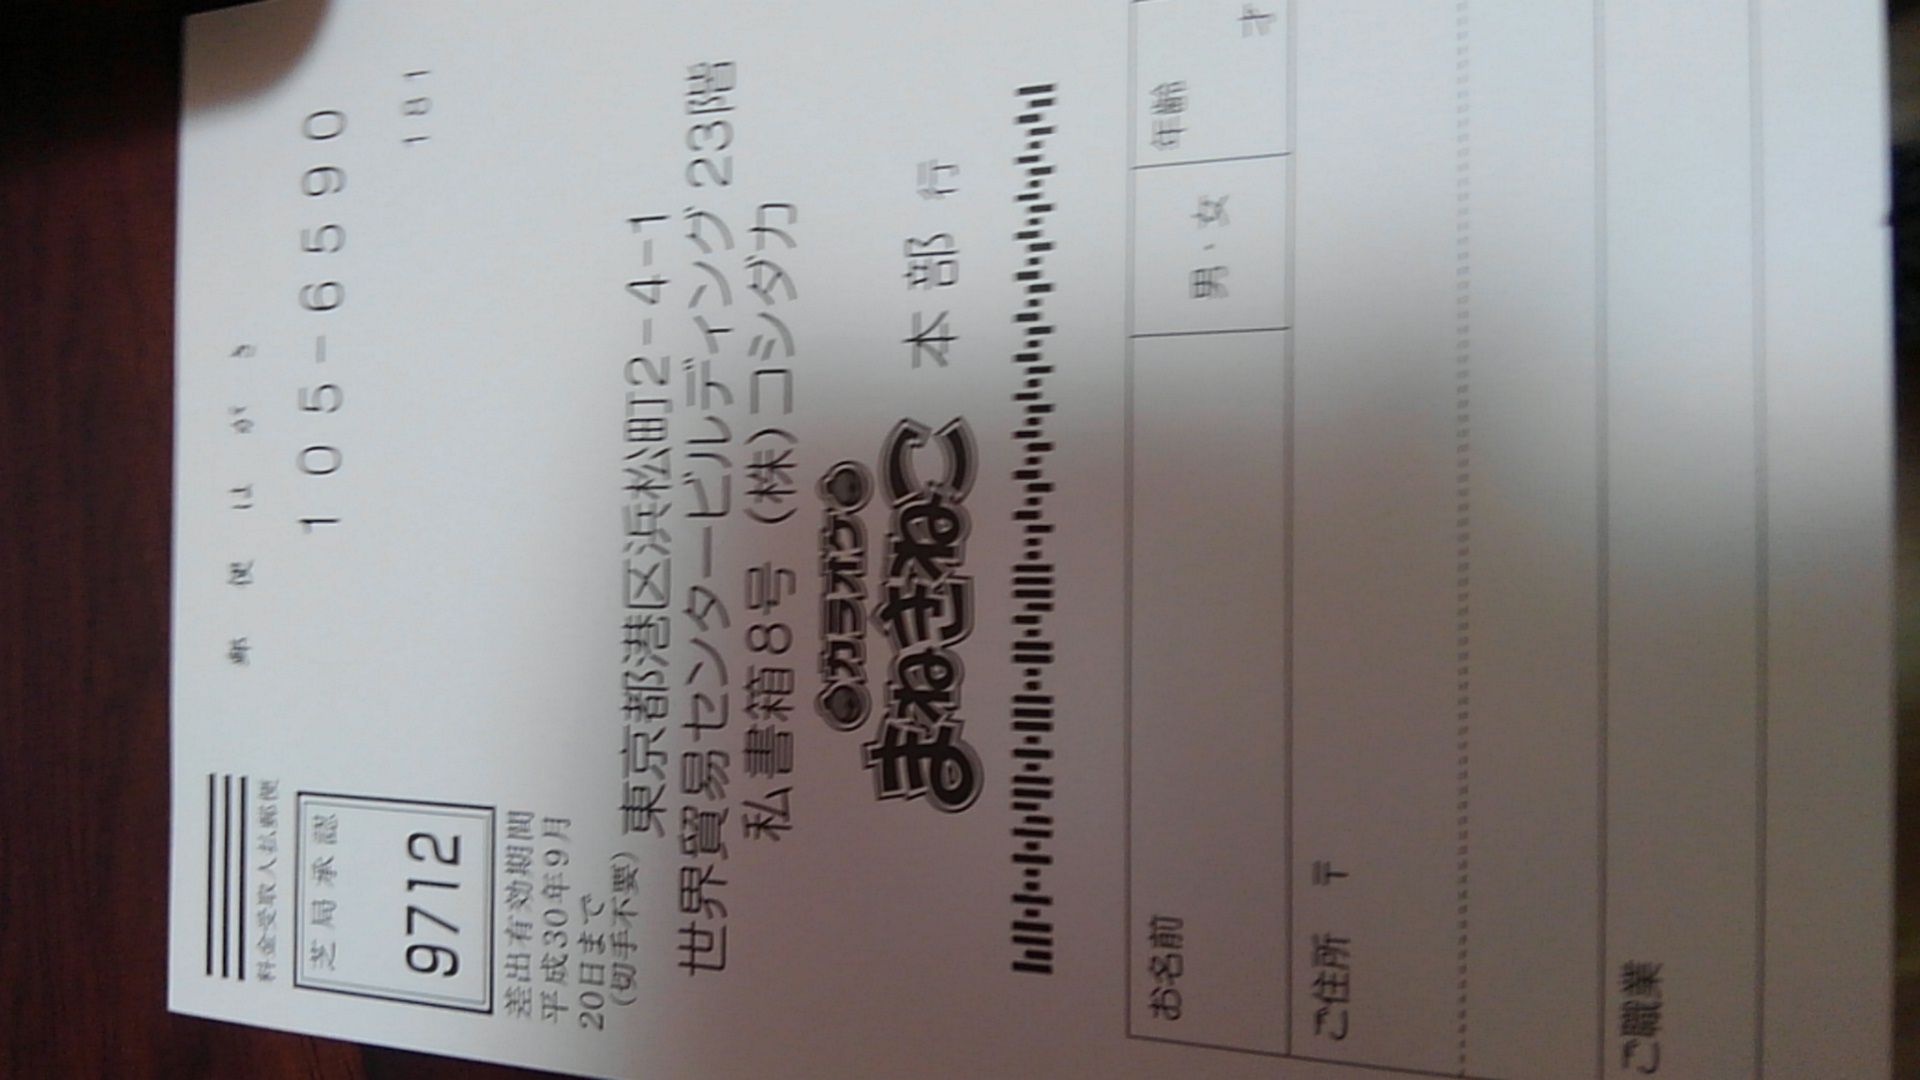 郵便はがき
105-6590
181
料金受取人払郵便
芝局承認
9712
差出有効期間
平成30年9月
20日まで
(切手不要)
東京都港区浜松町2-4-1
世界貿易センタービルディング 23階
私書箱8号 (株)コシダカ
カラオケ
まねきねこ
本部 行
お名前
男・女
年齢
才
ご住所 〒
ご職業